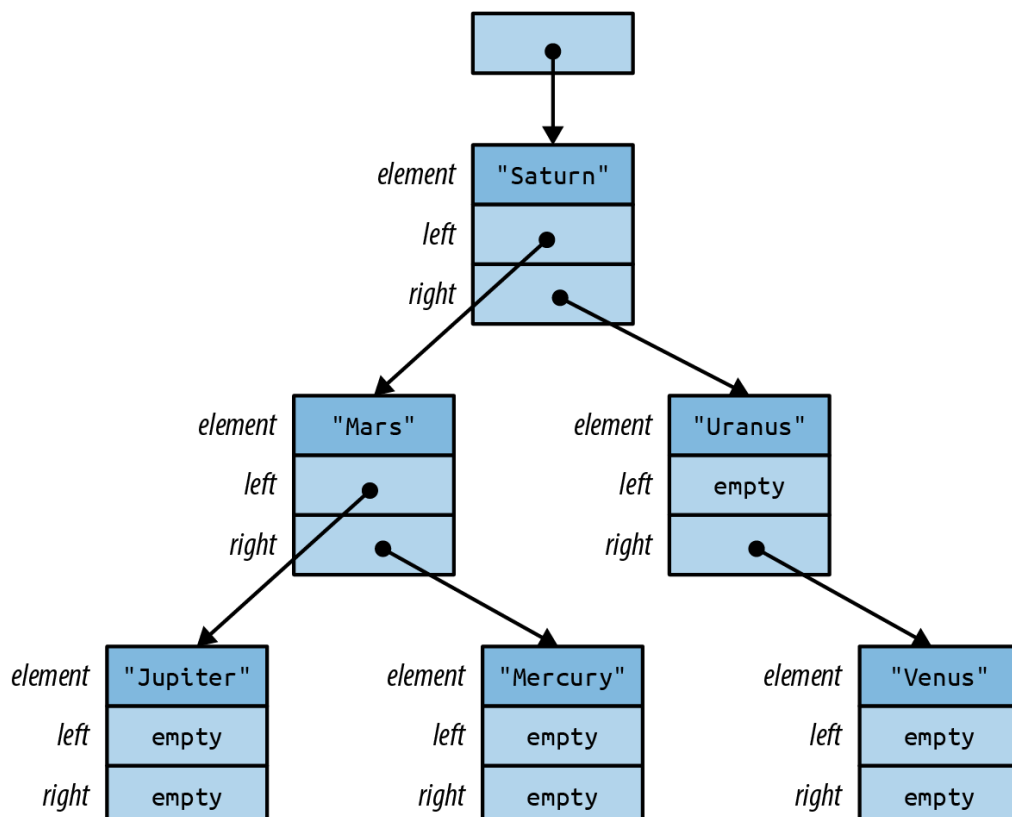 element "Saturn"
left
right
element "Mars" element "Uranus"
left left empty
right right
element "Jupiter" element "Mercury" element "Venus"
left empty left empty left empty
right empty right empty right empty